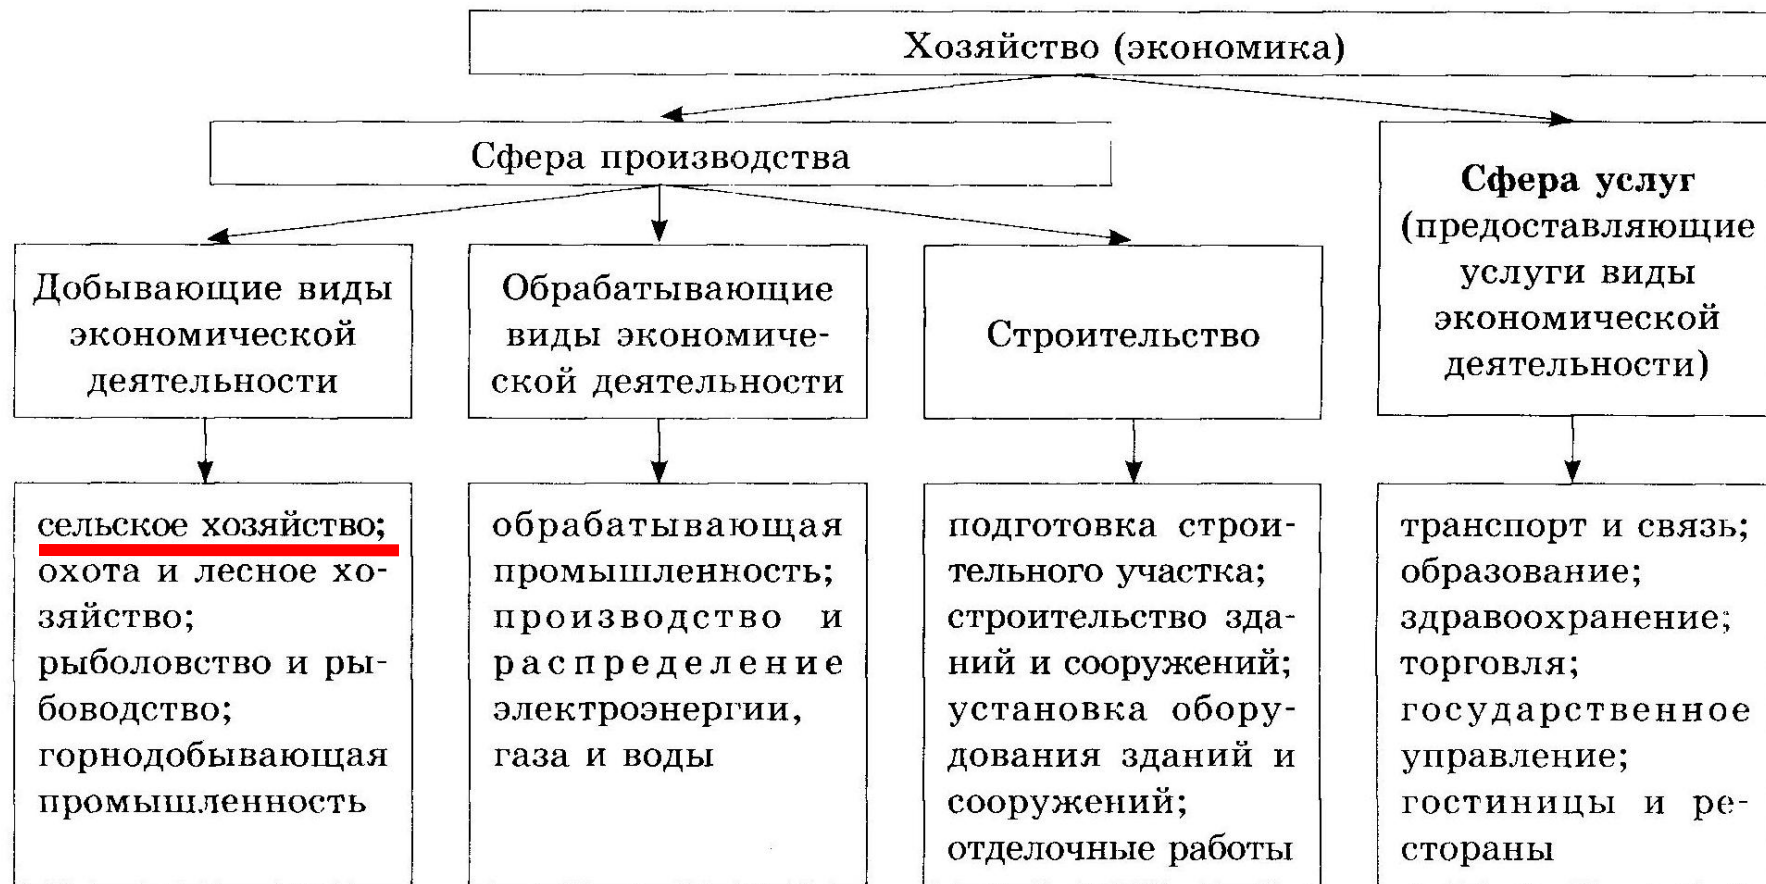 Хозяйство (экономика)
Сфера производства
Сфера услуг
(предоставляющие
услуги виды
экономической
деятельности)
Добывающие виды
экономической
деятельности
Обрабатывающие
виды экономиче-
ской деятельности
Строительство
сельское хозяйство;
охота и лесное хо-
зяйство;
рыболовство и ры-
боводство;
горнодобывающая
промышленность
обрабатывающая
промышленность;
производство и
распределение
электроэнергии,
газа и воды
подготовка строи-
тельного участка;
строительство зда-
ний и сооружений;
установка обору-
дования зданий и
сооружений;
отделочные работы
транспорт и связь;
образование;
здравоохранение;
торговля;
государственное
управление;
гостиницы и ре-
стораны